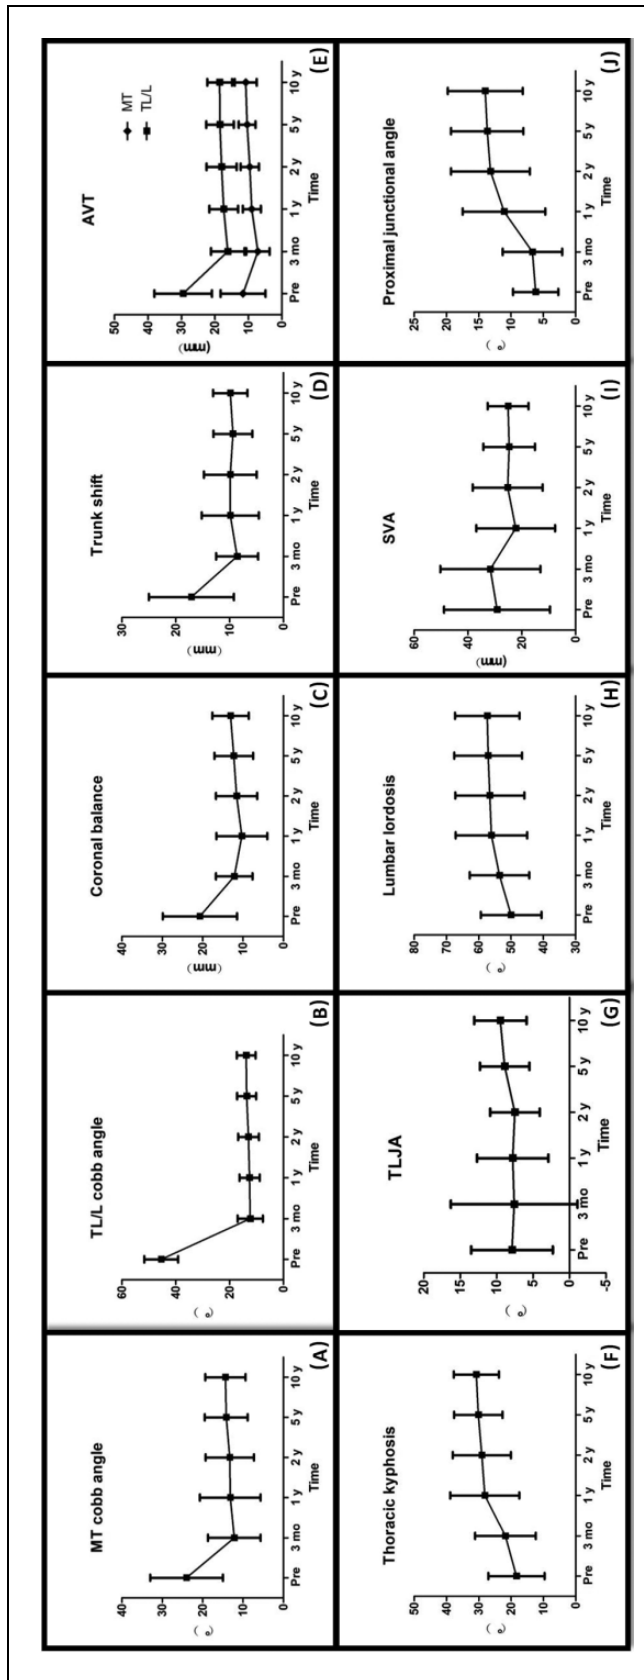 MT cobb angle
(°)
40
30
20
10
0
Pre 3 mo 1 y 2 y 5 y 10 y
Time
(A)
TL/L cobb angle
(°)
60
40
20
0
Pre 3 mo 1 y 2 y 5 y 10 y
Time
(B)
Coronal balance
(mm)
40
30
20
10
0
Pre 3 mo 1 y 2 y 5 y 10 y
Time
(C)
Trunk shift
(mm)
30
20
10
0
Pre 3 mo 1 y 2 y 5 y 10 y
Time
(D)
AVT
MT
TL/L
(mm)
50
40
30
20
10
0
Pre 3 mo 1 y 2 y 5 y 10 y
Time
(E)
Thoracic kyphosis
(°)
50
40
30
20
10
0
Pre 3 mo 1 y 2 y 5 y 10 y
Time
(F)
TLJA
(°)
20
15
10
5
0
-5
Pre 3 mo 1 y 2 y 5 y 10 y
Time
(G)
Lumbar lordosis
(°)
80
70
60
50
40
30
Pre 3 mo 1 y 2 y 5 y 10 y
Time
(H)
SVA
(mm)
60
40
20
0
Pre 3 mo 1 y 2 y 5 y 10 y
Time
(I)
Proximal junctional angle
(°)
25
20
15
10
5
0
Pre 3 mo 1 y 2 y 5 y 10 y
Time
(J)